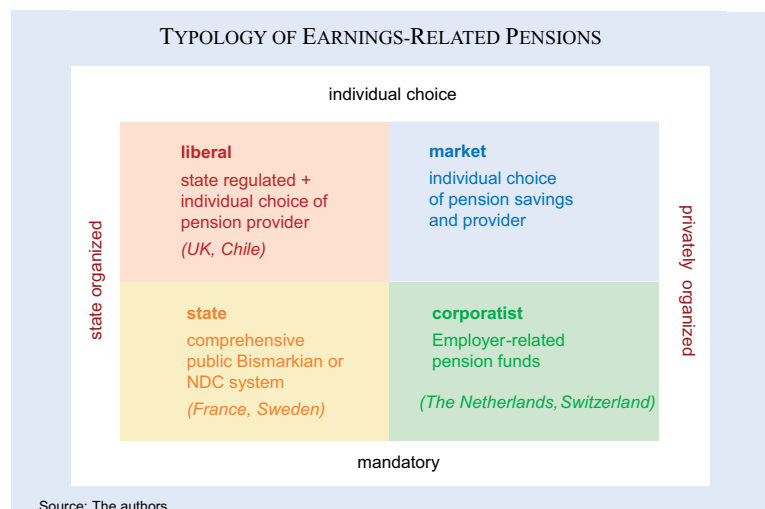 TYPOLOGY OF EARNINGS-RELATED PENSIONS
individual choice
state organized
liberal
state regulated +
individual choice of
pension provider
(UK, Chile)
market
individual choice
of pension savings
and provider
privately organized
state
comprehensive
public Bismarkian or
NDC system
(France, Sweden)
corporatist
Employer-related
pension funds
(The Netherlands, Switzerland)
mandatory
Source: The authors